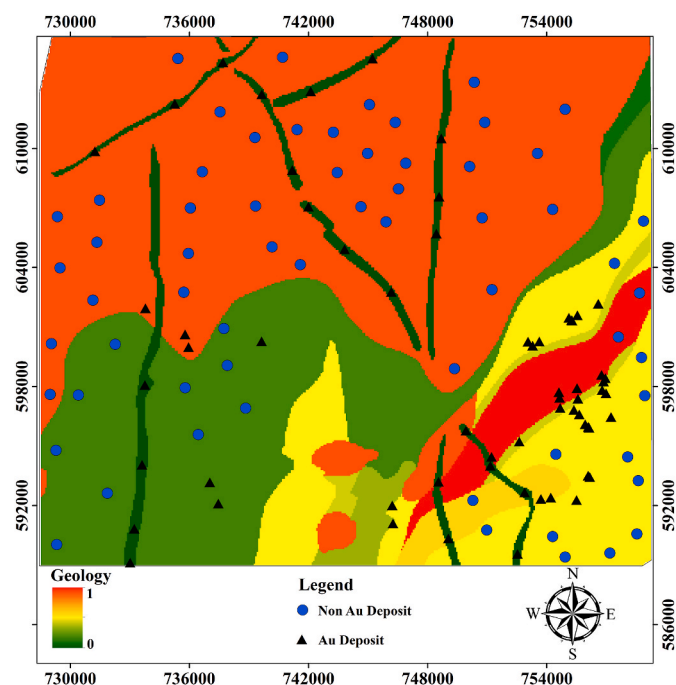 730000 736000 742000 748000 754000
610000 610000
604000 604000
598000 598000
592000 592000
586000
Geology
1
0
Legend
Non Au Deposit
Au Deposit
N
W E
S
730000 736000 742000 748000 754000